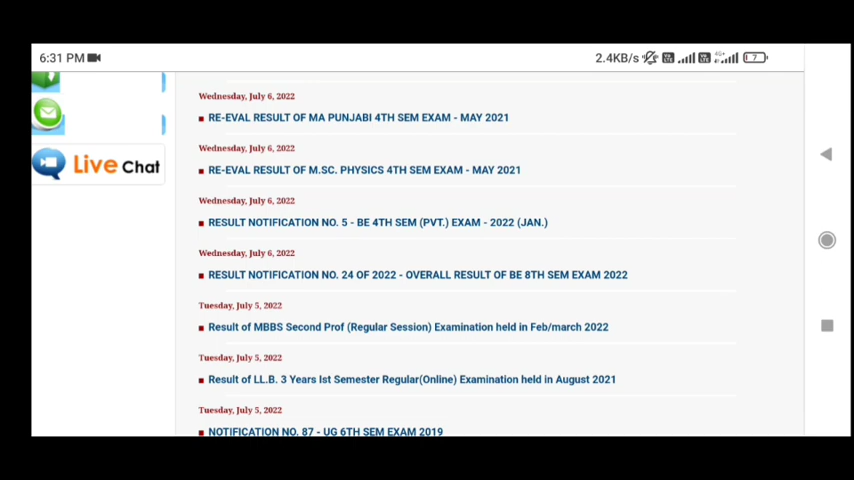 6:31 PM
2.4KB/s
4G+
7
Live Chat
Wednesday, July 6, 2022
RE-EVAL RESULT OF MA PUNJABI 4TH SEM EXAM - MAY 2021
Wednesday, July 6, 2022
RE-EVAL RESULT OF M.SC. PHYSICS 4TH SEM EXAM - MAY 2021
Wednesday, July 6, 2022
RESULT NOTIFICATION NO. 5 - BE 4TH SEM (PVT.) EXAM - 2022 (JAN.)
Wednesday, July 6, 2022
RESULT NOTIFICATION NO. 24 OF 2022 - OVERALL RESULT OF BE 8TH SEM EXAM 2022
Tuesday, July 5, 2022
Result of MBBS Second Prof (Regular Session) Examination held in Feb/march 2022
Tuesday, July 5, 2022
Result of LL.B. 3 Years Ist Semester Regular(Online) Examination held in August 2021
Tuesday, July 5, 2022
NOTIFICATION NO. 87 - UG 6TH SEM EXAM 2019